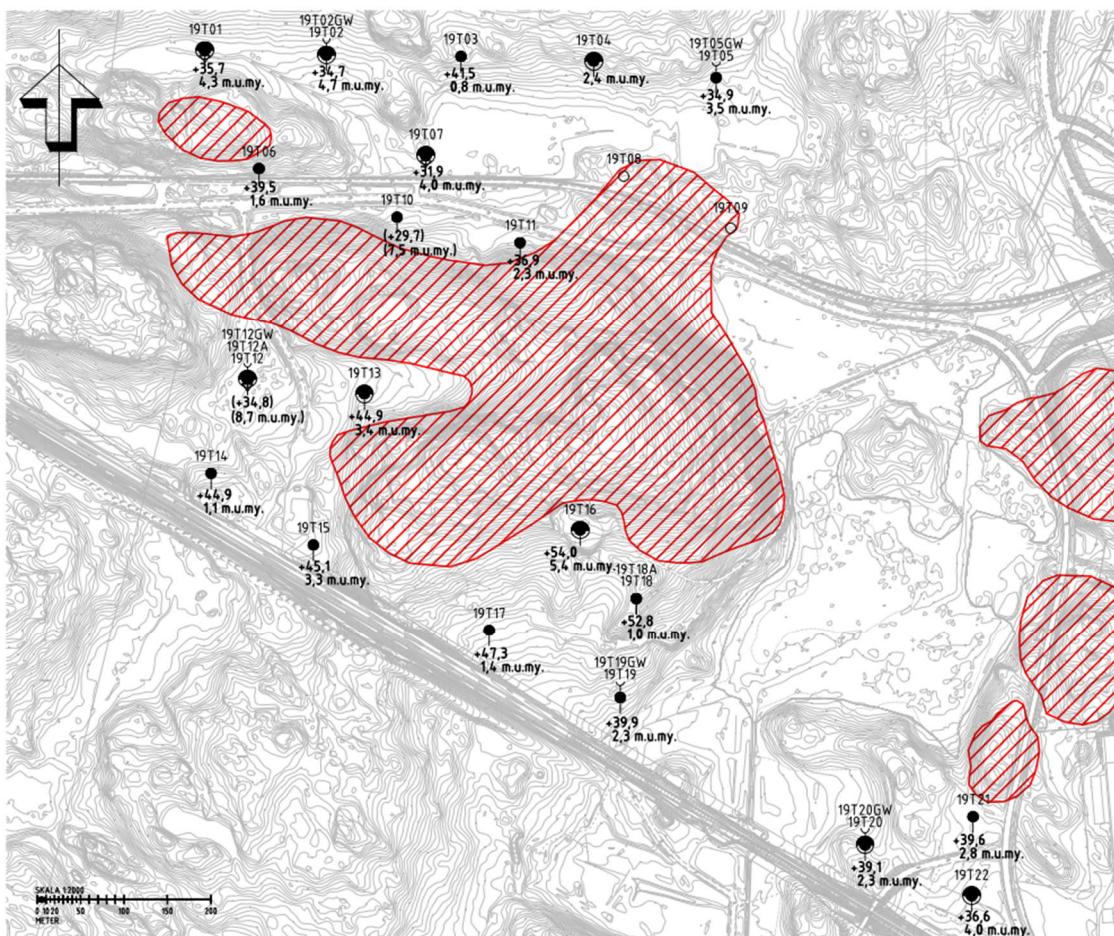 19T01
+35,7
4,3 m.u.my.
19T02GW
19T02
+34,7
4,7 m.u.my.
19T03
+41,5
0,8 m.u.my.
19T04
2,4 m.u.my.
19T05GW
19T05
+34,9
3,5 m.u.my.
19T06
+39,5
1,6 m.u.my.
19T07
+31,9
4,0 m.u.my.
19T08
19T09
19T10
(+29,7)
(7,5 m.u.my.)
19T11
+36,9
2,3 m.u.my.
19T12GW
19T12A
19T12
(+34,8)
(8,7 m.u.my.)
19T13
+44,9
3,4 m.u.my.
19T14
+44,9
1,1 m.u.my.
19T15
+45,1
3,3 m.u.my.
19T16
+54,0
5,4 m.u.my.
19T18A
19T18
+52,8
1,0 m.u.my.
19T17
+47,3
1,4 m.u.my.
19T19GW
19T19
+39,9
2,3 m.u.my.
19T20GW
19T20
+39,1
2,3 m.u.my.
19T21
+39,6
2,8 m.u.my.
19T22
+36,6
4,0 m.u.my.
SKALA 1:2000
0 10 20 50 100 150 200
METER